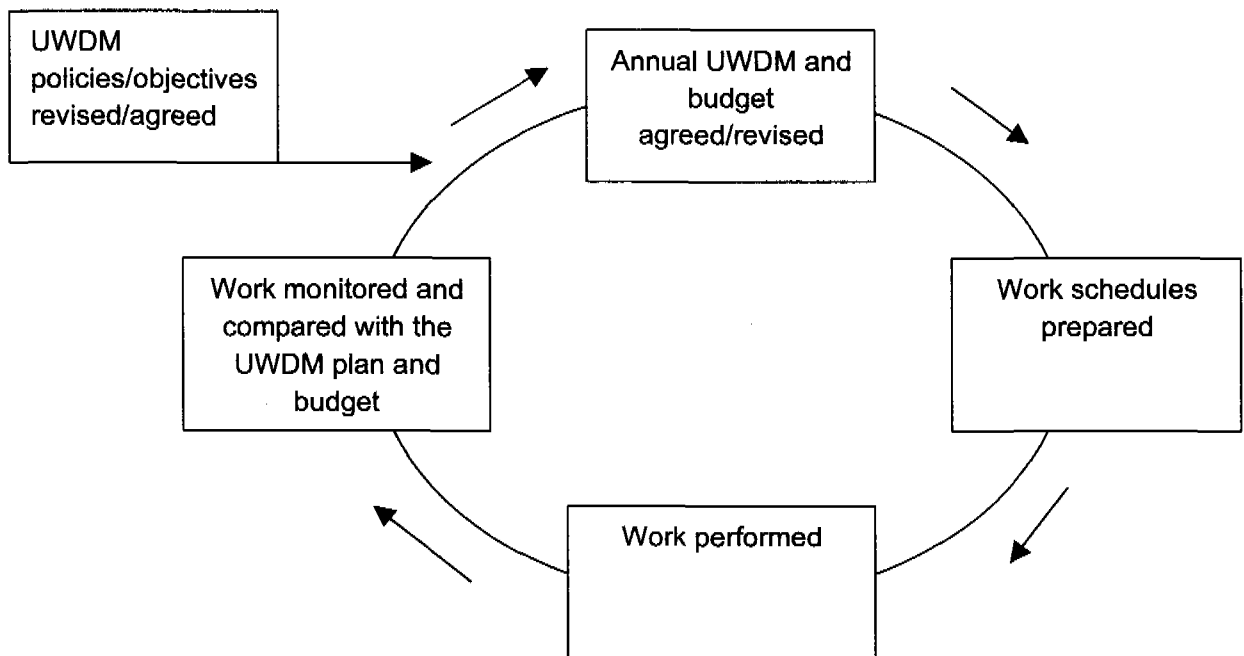 UWDM
policies/objectives
revised/agreed
Annual UWDM and
budget
agreed/revised
Work schedules
prepared
Work performed
Work monitored and
compared with the
UWDM plan and
budget